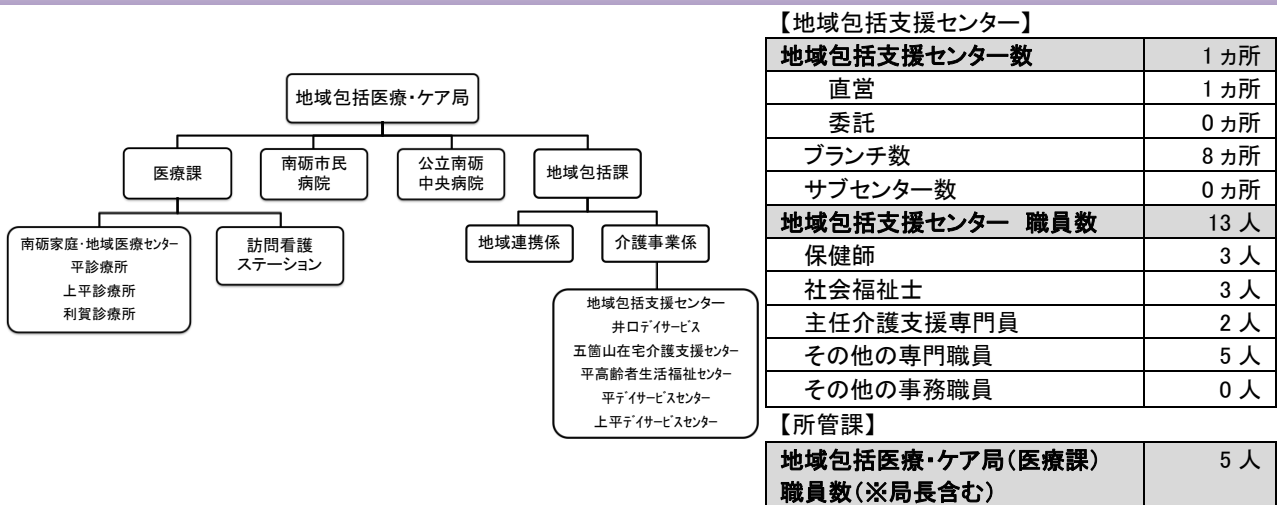 地域包括医療・ケア局
医療課
南砺市民
病院
公立南砺
中央病院
地域包括課
南砺家庭・地域医療センター
平診療所
上平診療所
利賀診療所
訪問看護
ステーション
地域連携係
介護事業係
地域包括支援センター
井口デイサービス
五箇山在宅介護支援センター
平高齢者生活福祉センター
平デイサービスセンター
上平デイサービスセンター
【地域包括支援センター】
地域包括支援センター数 1ヵ所
直営 1ヵ所
委託 0ヵ所
ブランチ数 8ヵ所
サブセンター数 0ヵ所
地域包括支援センター 職員数 13人
保健師 3人
社会福祉士 3人
主任介護支援専門員 2人
その他の専門職員 5人
その他の事務職員 0人
【所管課】
地域包括医療・ケア局(医療課) 5人
職員数(※局長含む)